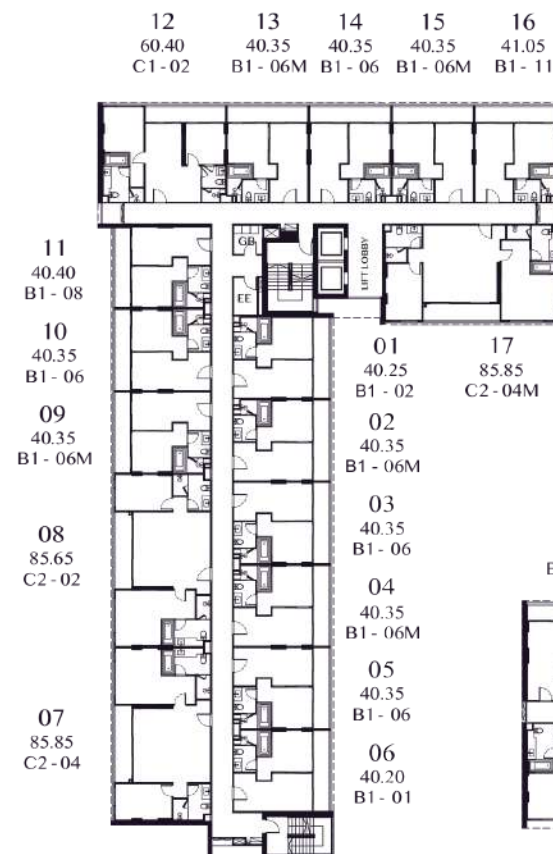 12
60.40
C1 - 02
13
40.35
B1 - 06M
14
40.35
B1 - 06
15
40.35
B1 - 06M
16
41.05
B1 - 11
GB
EE
LIFT LOBBY
11
40.40
B1 - 08
10
40.35
B1 - 06
09
40.35
B1 - 06M
08
85.65
C2 - 02
07
85.85
C2 - 04
01
40.25
B1 - 02
17
85.85
C2 - 04M
02
40.35
B1 - 06M
03
40.35
B1 - 06
04
40.35
B1 - 06M
05
40.35
B1 - 06
06
40.20
B1 - 01